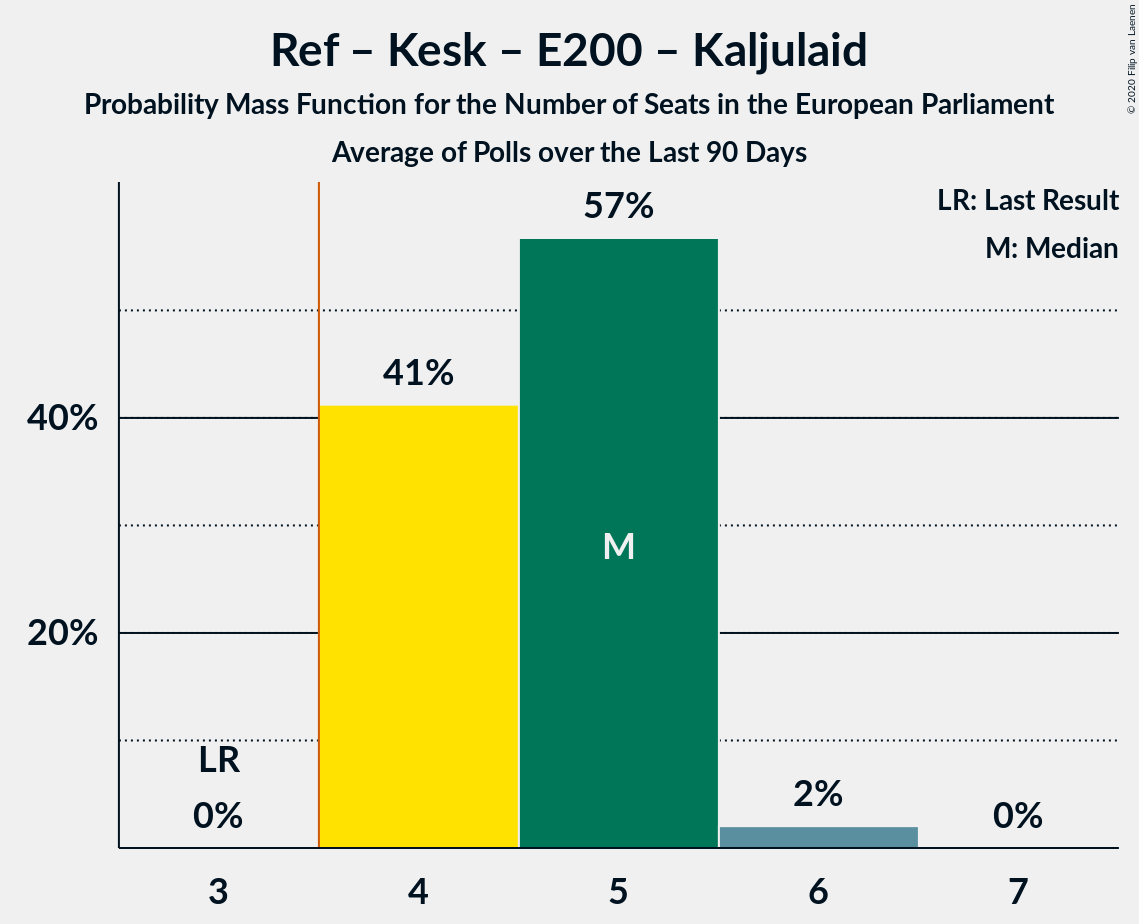 Ref – Kesk – E200 – Kaljulaid
Probability Mass Function for the Number of Seats in the European Parliament
Average of Polls over the Last 90 Days
© 2020 Filip van Laenen
LR: Last Result
M: Median
57%
41%
40%
M
20%
LR
0%
2%
0%
3 4 5 6 7